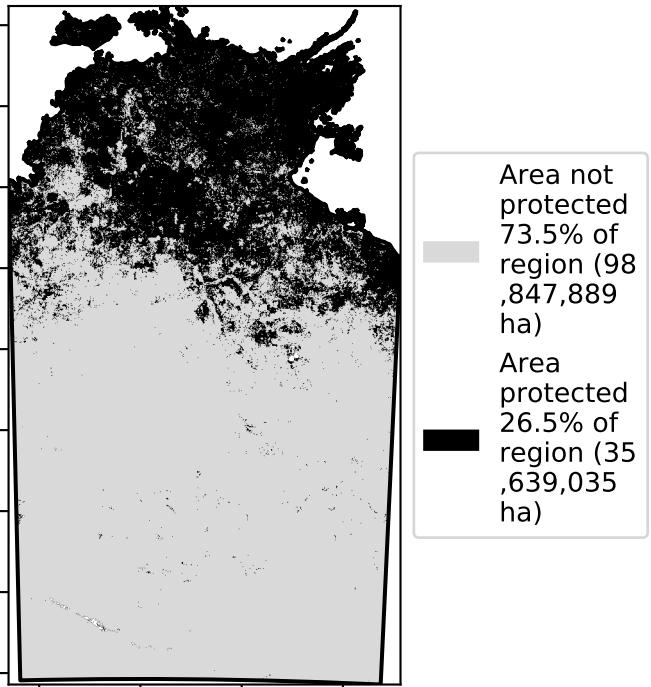 Area not
protected
73.5% of
region (98
,847,889
ha)
Area
protected
26.5% of
region (35
,639,035
ha)